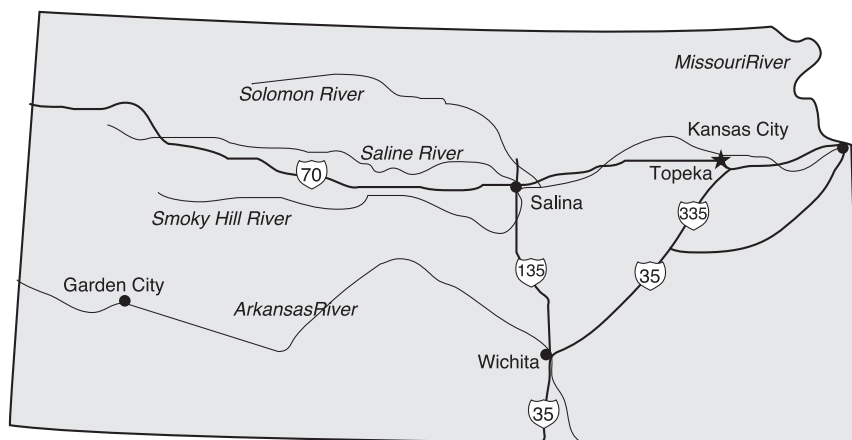 MissouriRiver
Solomon River
Kansas City
Saline River
70
Topeka
Salina
Smoky Hill River
335
135
35
Garden City
ArkansasRiver
Wichita
35